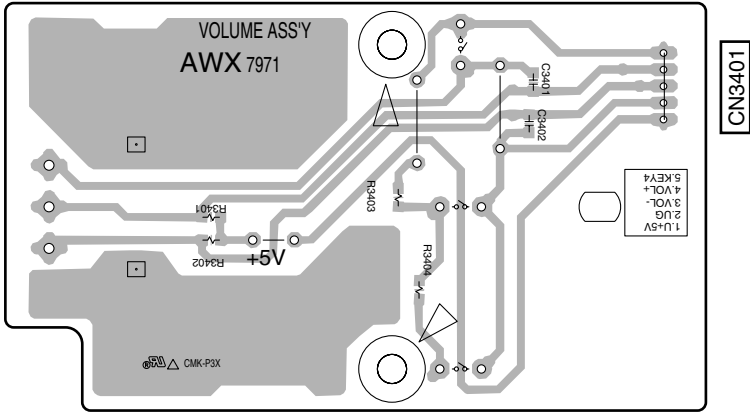 VOLUME ASS'Y
AWX 7971
CN3401
C3401
C3402
R3403
R3401
R3402
+5V
R3404
1.U+5V
2.UG
3.VOL-
4.VOL+
5.KEY4
CMK-P3X